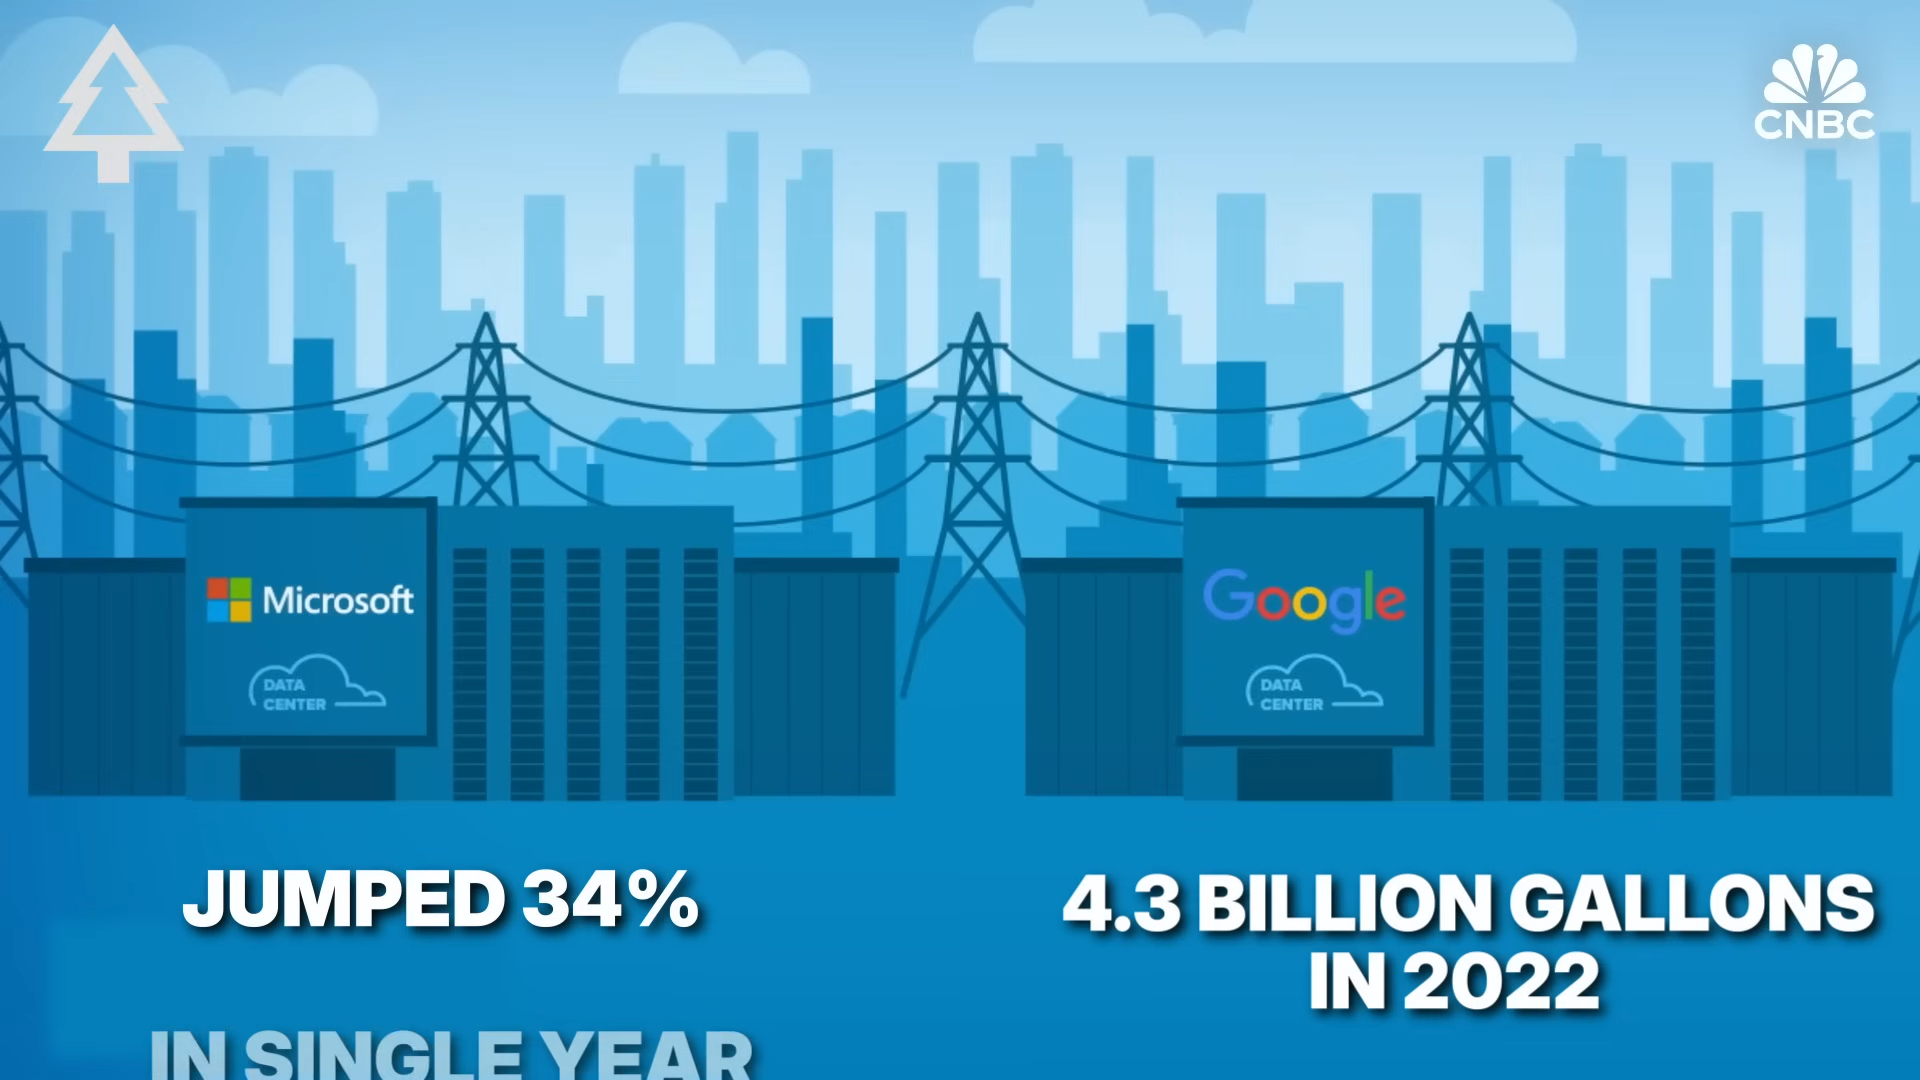 CNBC
Microsoft
DATA
CENTER
Google
DATA
CENTER
JUMPED 34%
IN SINGLE YEAR
4.3 BILLION GALLONS
IN 2022